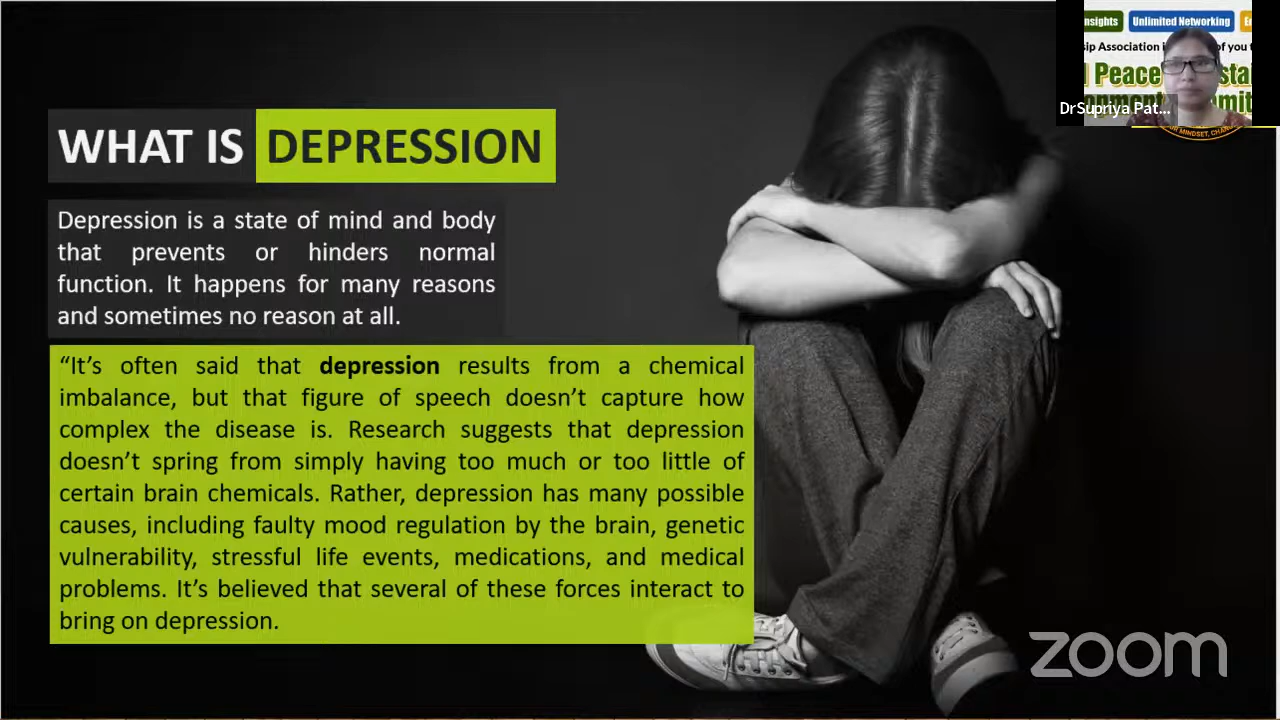 WHAT IS DEPRESSION
Depression is a state of mind and body
that prevents or hinders normal
function. It happens for many reasons
and sometimes no reason at all.
“It’s often said that depression results from a chemical
imbalance, but that figure of speech doesn’t capture how
complex the disease is. Research suggests that depression
doesn’t spring from simply having too much or too little of
certain brain chemicals. Rather, depression has many possible
causes, including faulty mood regulation by the brain, genetic
vulnerability, stressful life events, medications, and medical
problems. It’s believed that several of these forces interact to
bring on depression.
Unlimited Networking
Association
of you
Peace
DrSupriya Pat...
MINDSET,
zoom